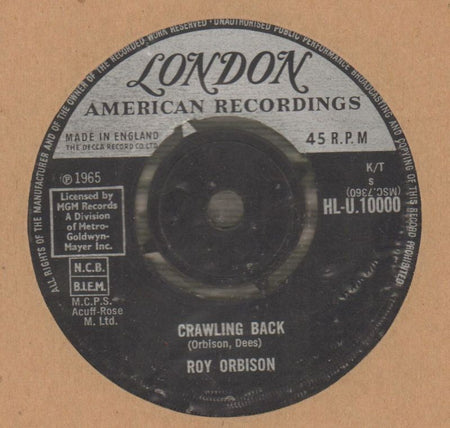 ALL RIGHTS OF THE MANUFACTURER AND OF THE OWNER OF THE RECORDED WORK RESERVED · UNAUTHORISED PUBLIC PERFORMANCE BROADCASTING AND COPYING OF THIS RECORD PROHIBITED
LONDON
AMERICAN RECORDINGS
MADE IN ENGLAND
THE DECCA RECORD CO. LTD.
45 R.P.M
℗ 1965
K/T
S
(MSC.7360)
HL-U.10000
Licensed by
MGM Records
A Division
of Metro-
Goldwyn-
Mayer Inc.
N.C.B.
B.I.E.M.
M.C.P.S.
Acuff-Rose
M. Ltd.
CRAWLING BACK
(Orbison, Dees)
ROY ORBISON